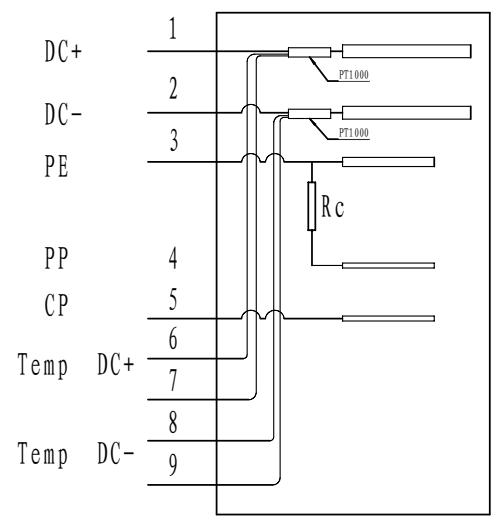 DC+ 1
PT1000
DC- 2
PT1000
PE 3
Rc
PP 4
CP 5
6
Temp DC+
7
8
Temp DC-
9